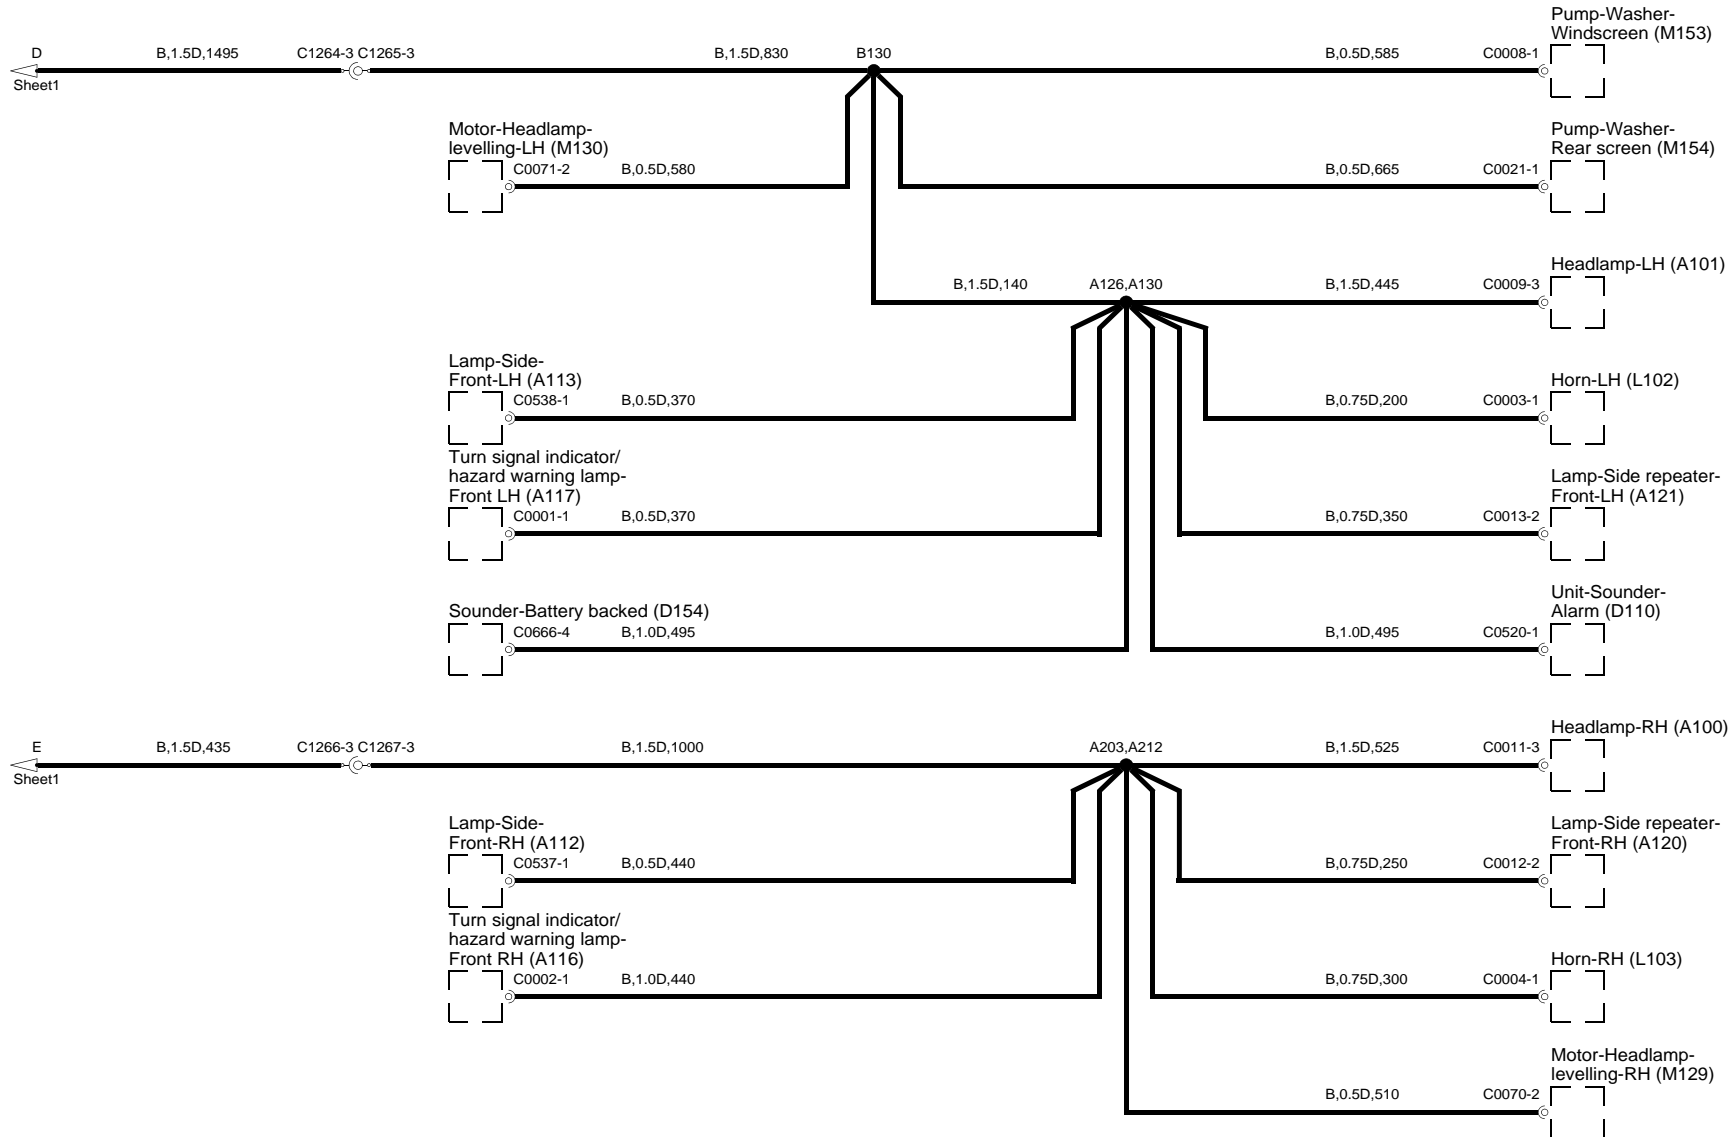 Pump-Washer-
Windscreen (M153)
D
B,1.5D,1495
C1264-3 C1265-3
B,1.5D,830
B130
B,0.5D,585
C0008-1
Sheet1
Motor-Headlamp-
levelling-LH (M130)
C0071-2
B,0.5D,580
Pump-Washer-
Rear screen (M154)
B,0.5D,665
C0021-1
Headlamp-LH (A101)
B,1.5D,140
A126,A130
B,1.5D,445
C0009-3
Lamp-Side-
Front-LH (A113)
C0538-1
B,0.5D,370
Horn-LH (L102)
B,0.75D,200
C0003-1
Turn signal indicator/
hazard warning lamp-
Front LH (A117)
C0001-1
B,0.5D,370
Lamp-Side repeater-
Front-LH (A121)
B,0.75D,350
C0013-2
Sounder-Battery backed (D154)
C0666-4
B,1.0D,495
Unit-Sounder-
Alarm (D110)
B,1.0D,495
C0520-1
Headlamp-RH (A100)
E
B,1.5D,435
C1266-3 C1267-3
B,1.5D,1000
A203,A212
B,1.5D,525
C0011-3
Sheet1
Lamp-Side-
Front-RH (A112)
C0537-1
B,0.5D,440
Lamp-Side repeater-
Front-RH (A120)
B,0.75D,250
C0012-2
Turn signal indicator/
hazard warning lamp-
Front RH (A116)
C0002-1
B,1.0D,440
Horn-RH (L103)
B,0.75D,300
C0004-1
Motor-Headlamp-
levelling-RH (M129)
B,0.5D,510
C0070-2